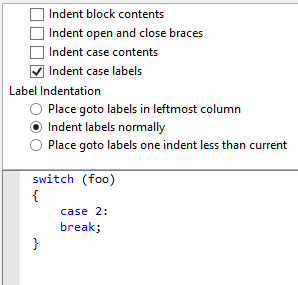 Indent block contents
Indent open and close braces
Indent case contents
Indent case labels
Label Indentation
Place goto labels in leftmost column
Indent labels normally
Place goto labels one indent less than current
switch (foo)
{
    case 2:
    break;
}